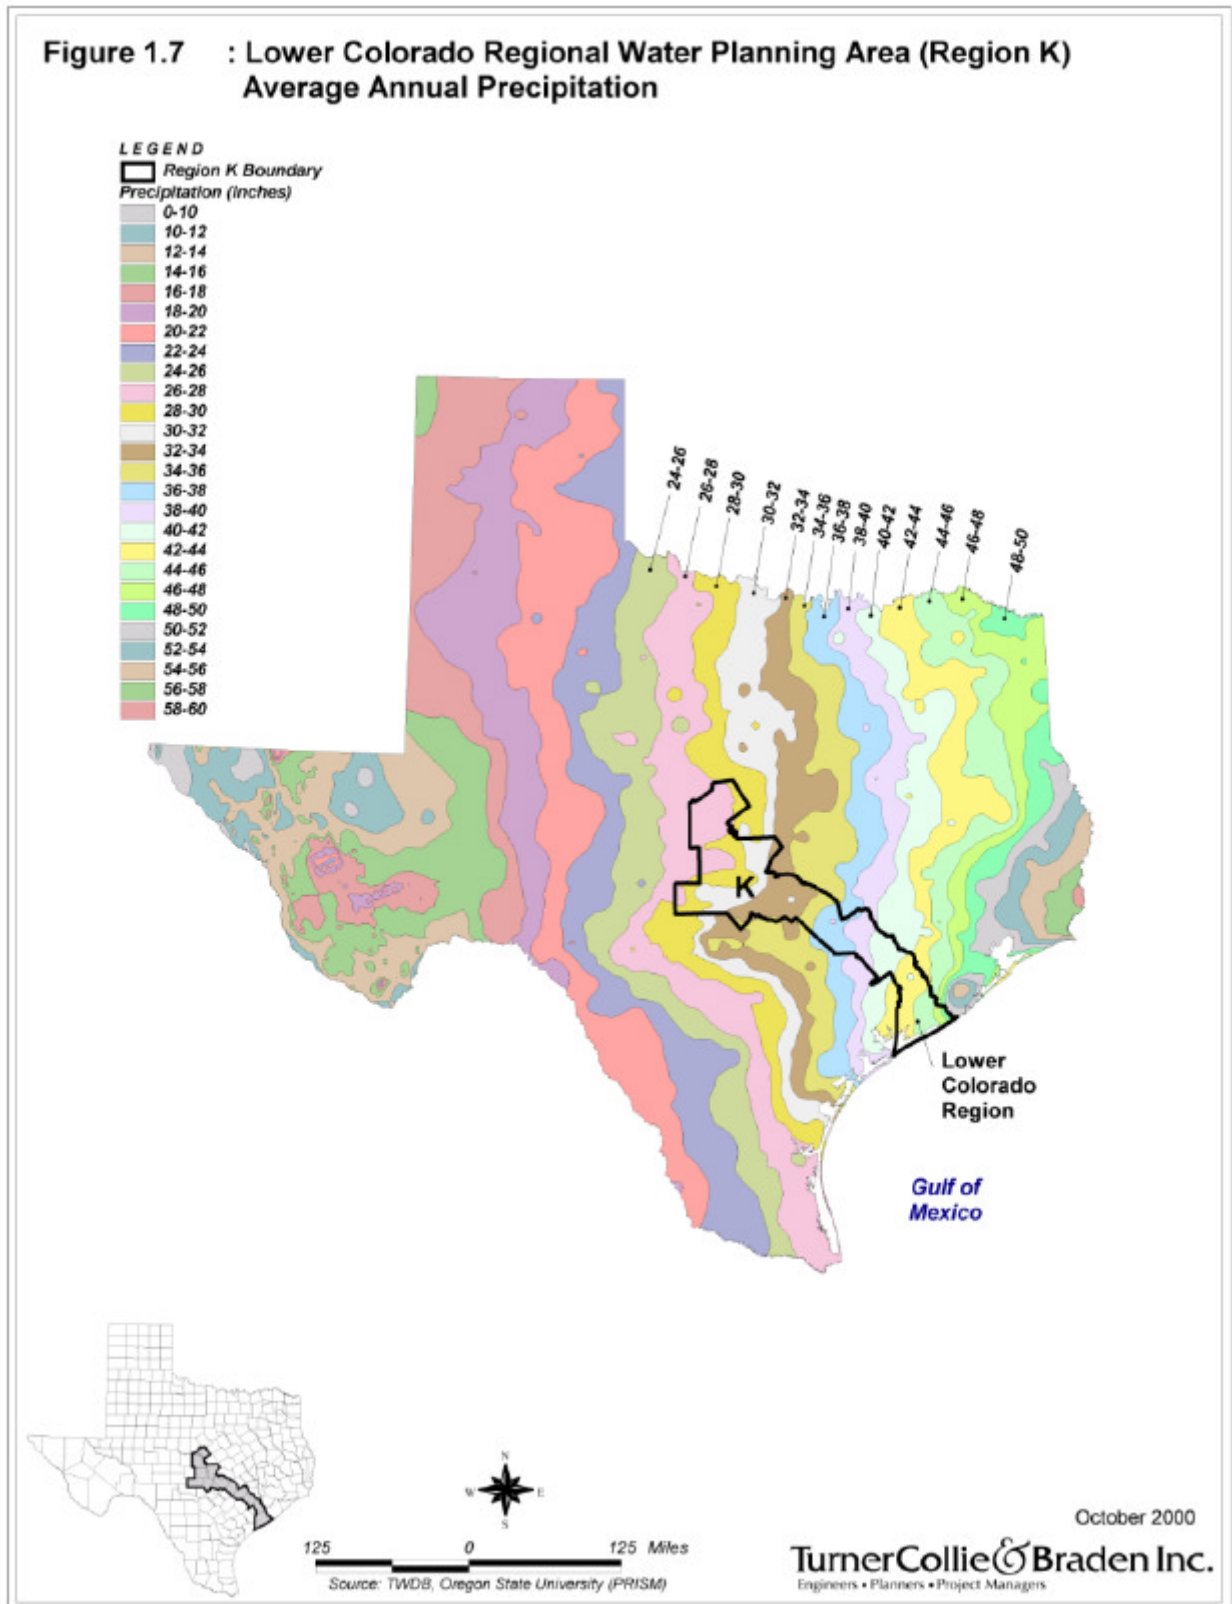 Figure 1.7 : Lower Colorado Regional Water Planning Area (Region K)
Average Annual Precipitation
LEGEND
Region K Boundary
Precipitation (inches)
0-10
10-12
12-14
14-16
16-18
18-20
20-22
22-24
24-26
26-28
28-30
30-32
32-34
34-36
36-38
38-40
40-42
42-44
44-46
46-48
48-50
50-52
52-54
54-56
56-58
58-60
24-26
26-28
28-30
30-32
32-34
34-36
36-38
38-40
40-42
42-44
44-46
46-48
48-50
K
Lower
Colorado
Region
Gulf of
Mexico
N
W E
S
125 0 125 Miles
Source: TWDB, Oregon State University (PRISM)
October 2000
TurnerCollie&Braden Inc.
Engineers • Planners • Project Managers